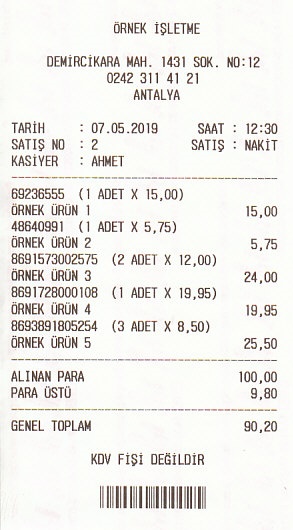 ÖRNEK İŞLETME
DEMİRCİKARA MAH. 1431 SOK. NO:12
0242 311 41 21
ANTALYA
TARİH : 07.05.2019 SAAT : 12:30
SATIŞ NO : 2 SATIŞ : NAKİT
KASİYER : AHMET
69236555 (1 ADET X 15,00)
ÖRNEK ÜRÜN 1 15,00
48640991 (1 ADET X 5,75)
ÖRNEK ÜRÜN 2 5,75
8691573002575 (2 ADET X 12,00)
ÖRNEK ÜRÜN 3 24,00
8691728000108 (1 ADET X 19,95)
ÖRNEK ÜRÜN 4 19,95
8693891805254 (3 ADET X 8,50)
ÖRNEK ÜRÜN 5 25,50
ALINAN PARA 100,00
PARA ÜSTÜ 9,80
GENEL TOPLAM 90,20
KDV FİŞİ DEĞİLDİR